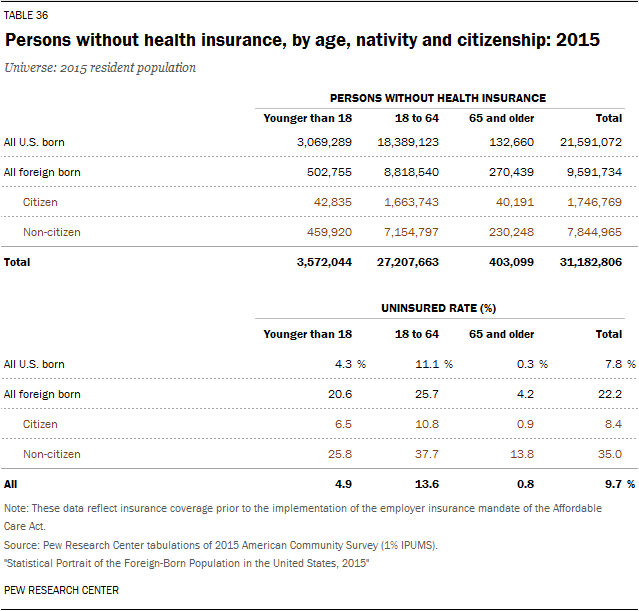 TABLE 36
Persons without health insurance, by age, nativity and citizenship: 2015
Universe: 2015 resident population
PERSONS WITHOUT HEALTH INSURANCE
Younger than 18 18 to 64 65 and older Total
All U.S. born 3,069,289 18,389,123 132,660 21,591,072
All foreign born 502,755 8,818,540 270,439 9,591,734
Citizen 42,835 1,663,743 40,191 1,746,769
Non-citizen 459,920 7,154,797 230,248 7,844,965
Total 3,572,044 27,207,663 403,099 31,182,806
UNINSURED RATE (%)
Younger than 18 18 to 64 65 and older Total
All U.S. born 4.3 % 11.1 % 0.3 % 7.8 %
All foreign born 20.6 25.7 4.2 22.2
Citizen 6.5 10.8 0.9 8.4
Non-citizen 25.8 37.7 13.8 35.0
All 4.9 13.6 0.8 9.7 %
Note: These data reflect insurance coverage prior to the implementation of the employer insurance mandate of the Affordable
Care Act.
Source: Pew Research Center tabulations of 2015 American Community Survey (1% IPUMS).
"Statistical Portrait of the Foreign-Born Population in the United States, 2015"
PEW RESEARCH CENTER